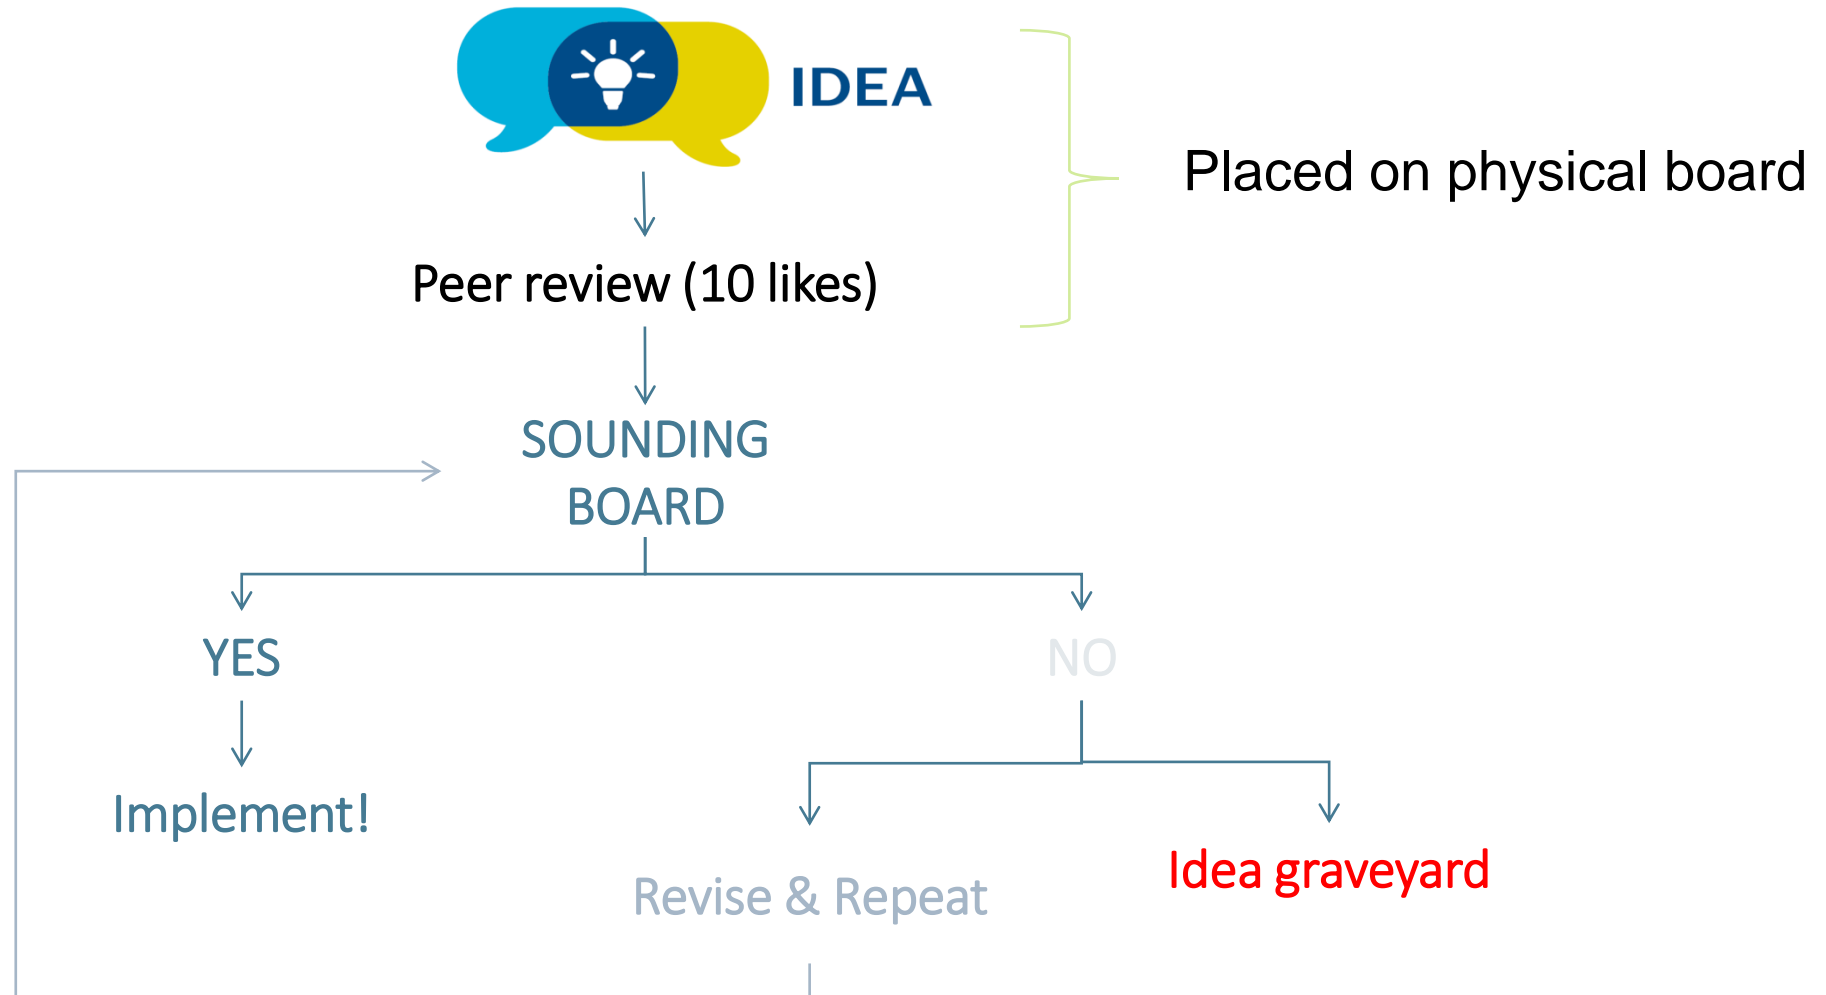 IDEA
Placed on physical board
Peer review (10 likes)
SOUNDING
BOARD
YES
NO
Implement!
Idea graveyard
Revise & Repeat